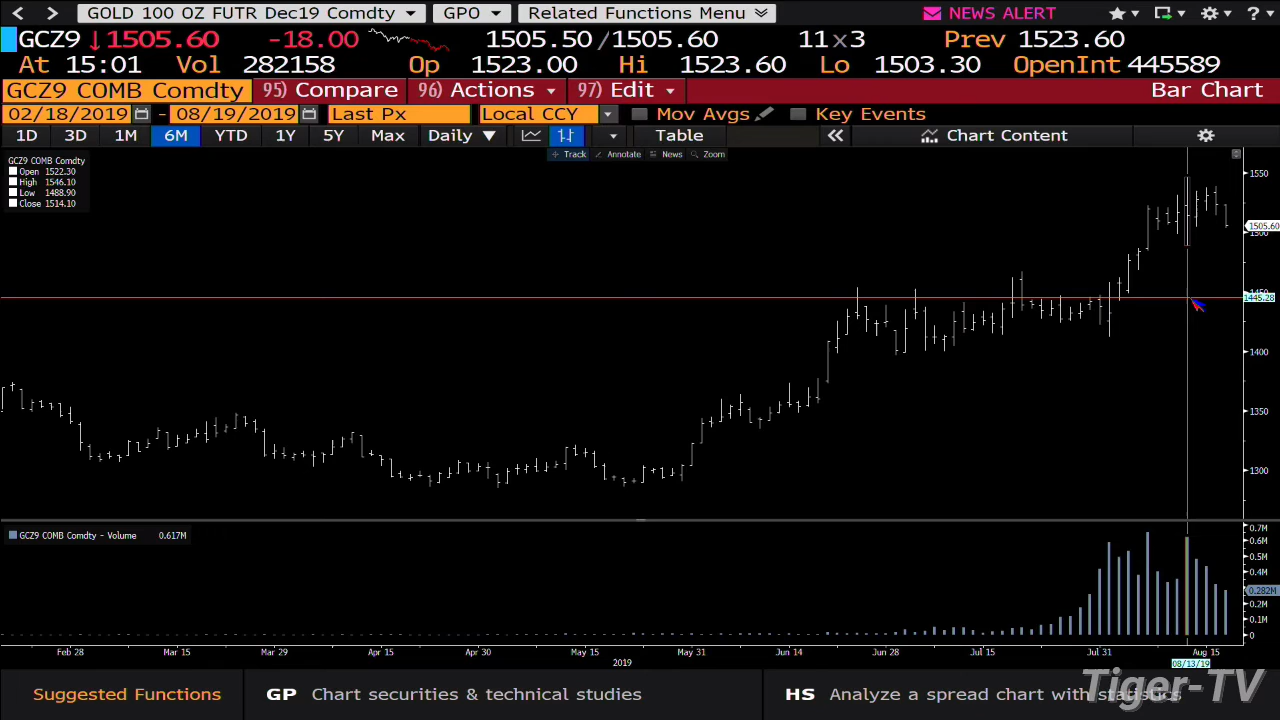 GOLD 100 OZ FUTR Dec19 Comdty GPO Related Functions Menu NEWS ALERT ?
GCZ9 ↓1505.60 -18.00 1505.50/1505.60 11x3 Prev 1523.60
At 15:01 Vol 282158 Op 1523.00 Hi 1523.60 Lo 1503.30 OpenInt 445589
GCZ9 COMB Comdty 95) Compare 96) Actions 97) Edit Bar Chart
02/18/2019 - 08/19/2019 Last Px Local CCY Mov Avgs Key Events
1D 3D 1M 6M YTD 1Y 5Y Max Daily ▼ Table « Chart Content
Track Annotate News Zoom
GCZ9 COMB Comdty
Open 1522.30
High 1546.10
Low 1488.90
Close 1514.10
1550
1505.60
1500
1450
1445.28
1400
1350
1300
GCZ9 COMB Comdty - Volume 0.617M
0.7M
0.6M
0.5M
0.4M
0.282M
0.2M
0.1M
0
Feb 28 Mar 15 Mar 29 Apr 15 Apr 30 May 15 May 31 Jun 14 Jun 28 Jul 15 Jul 31 Aug 15
2019 08/13/19
Suggested Functions GP Chart securities & technical studies HS Analyze a spread chart with statistics
Tiger-TV